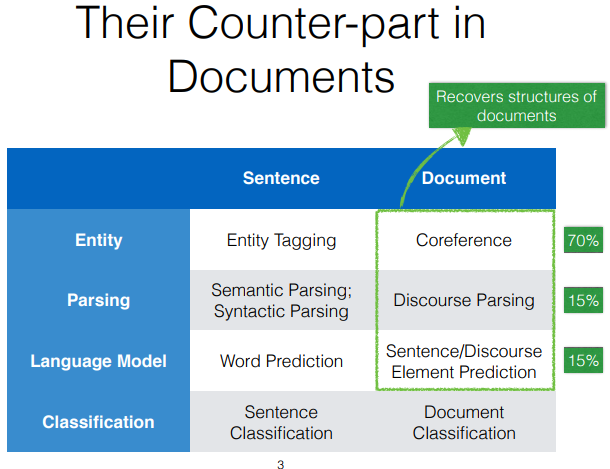 Their Counter-part in
Documents
Recovers structures of
documents
Sentence
Document
Entity
Entity Tagging
Coreference
70%
Parsing
Semantic Parsing;
Syntactic Parsing
Discourse Parsing
15%
Language Model
Word Prediction
Sentence/Discourse
Element Prediction
15%
Classification
Sentence
Classification
Document
Classification
3